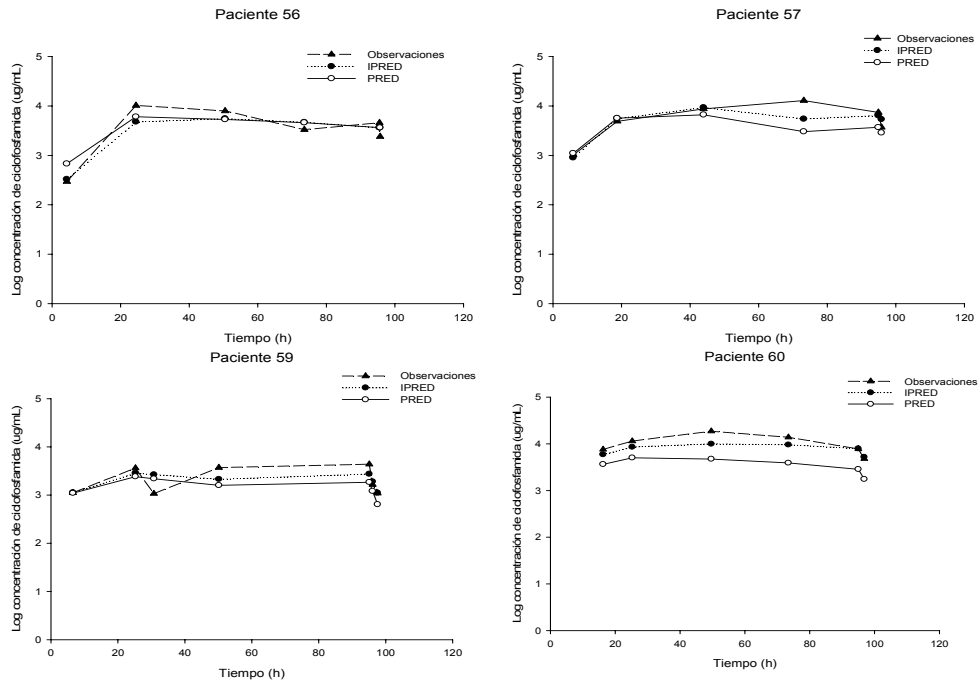 Paciente 56
Observaciones
IPRED
PRED
Log concentración de ciclofosfamida (ug/mL)
5
4
3
2
1
0
0 20 40 60 80 100 120
Tiempo (h)
Paciente 57
Observaciones
IPRED
PRED
Log concentración de ciclofosfamida (ug/mL)
5
4
3
2
1
0
0 20 40 60 80 100 120
Tiempo (h)
Paciente 59
Observaciones
IPRED
PRED
Log concentración de ciclofosfamida (ug/mL)
5
4
3
2
1
0
0 20 40 60 80 100 120
Tiempo (h)
Paciente 60
Observaciones
IPRED
PRED
Log concentración de ciclofosfamida (ug/mL)
5
4
3
2
1
0
0 20 40 60 80 100 120
Tiempo (h)